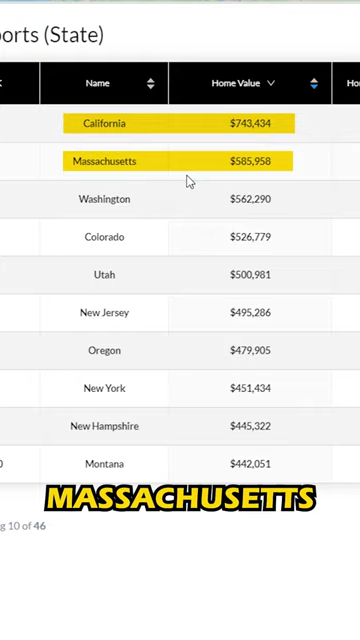 ports (State)
Name Home Value Ho
California $743,434
Massachusetts $585,958
Washington $562,290
Colorado $526,779
Utah $500,981
New Jersey $495,286
Oregon $479,905
New York $451,434
New Hampshire $445,322
0 Montana $442,051
MASSACHUSETTS
g 10 of 46